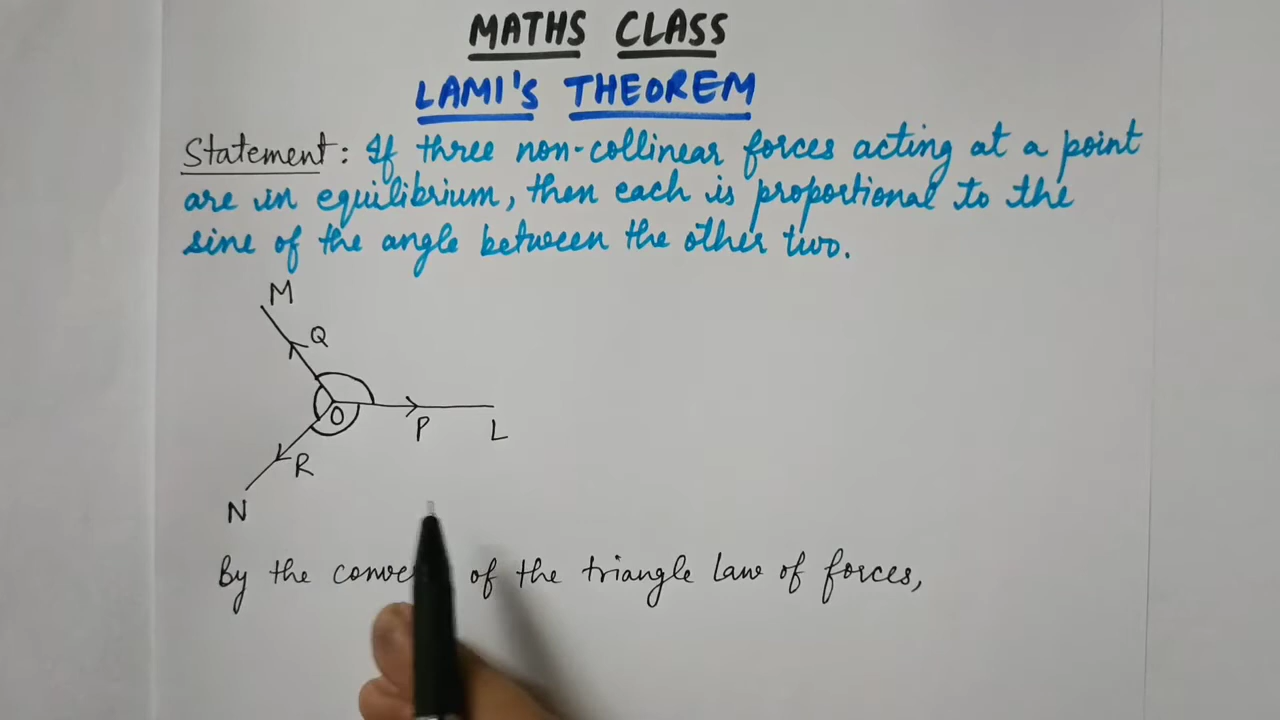 MATHS CLASS
LAMI'S THEOREM
Statement: If three non-collinear forces acting at a point
are in equilibrium, then each is proportional to the
sine of the angle between the other two.
M
Q
O
P
L
R
N
By the of the triangle law of forces,